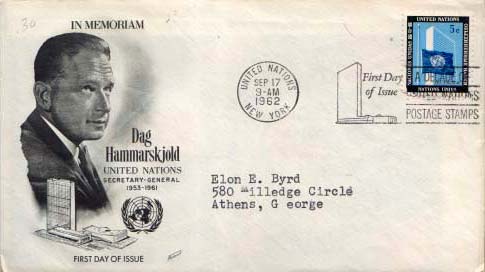 IN MEMORIAM
Dag
Hammarskjold
UNITED NATIONS
SECRETARY-GENERAL
1953-1961
FIRST DAY OF ISSUE
UNITED NATIONS
SEP 17
9-AM
1962
NEW YORK
First Day
of Issue
UNITED NATIONS
5c
NATIONS UNIES
POSTAGE STAMPS
Elon E. Byrd
580 milledge Circle
Athens, G eorge